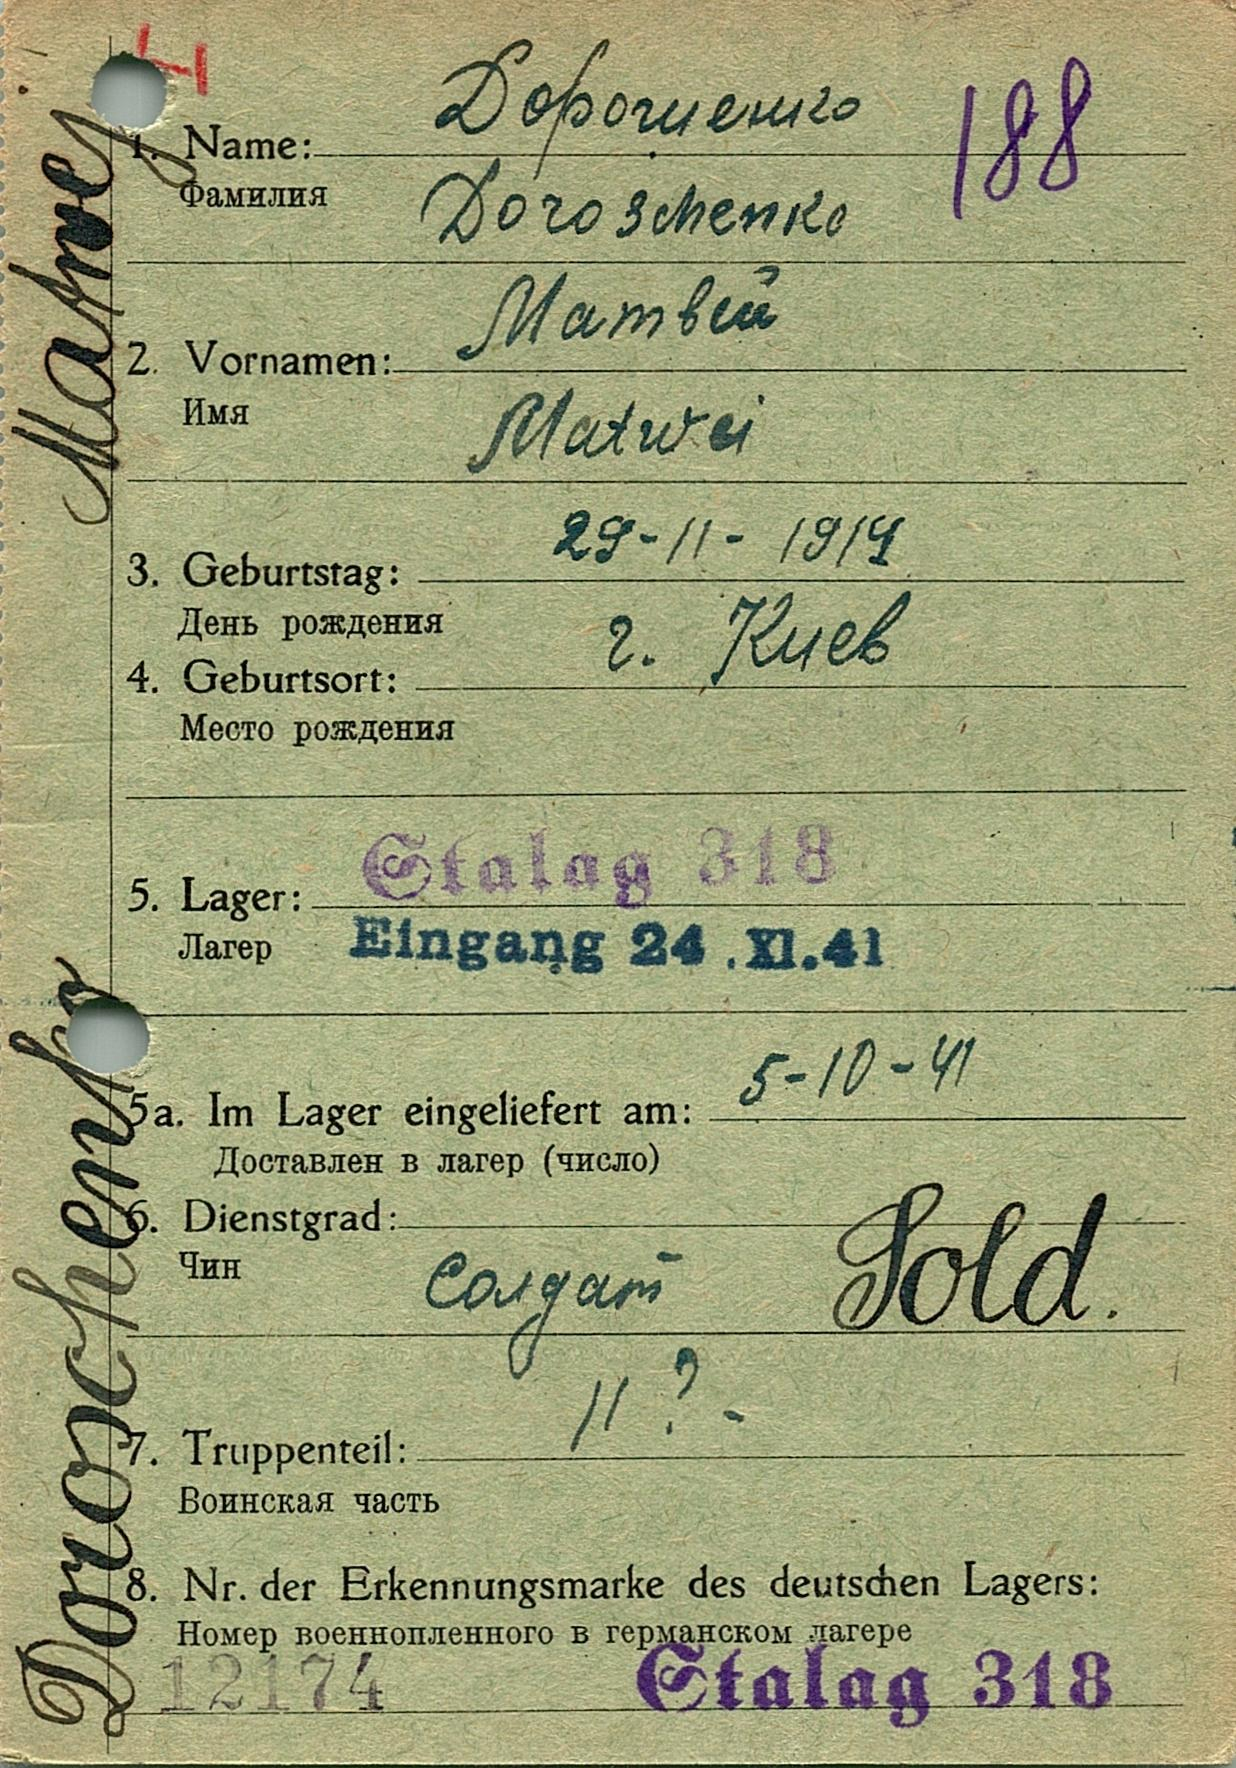 188
Дорошенко
1. Name:
Фамилия
Doroschenko
Матвей
2. Vornamen:
Имя
Matwei
29-11-1914
3. Geburtstag:
День рождения
г. Киев
4. Geburtsort:
Место рождения
Stalag 318
5. Lager:
Лагер
Eingang 24.XI.41
5-10-41
5a. Im Lager eingeliefert am:
Доставлен в лагер (число)
6. Dienstgrad:
Чин
Солдат
Sold.
11 ? -
7. Truppenteil:
Воинская часть
8. Nr. der Erkennungsmarke des deutschen Lagers:
Номер военнопленного в германском лагере
12174 Stalag 318
Doroschenko Matwej